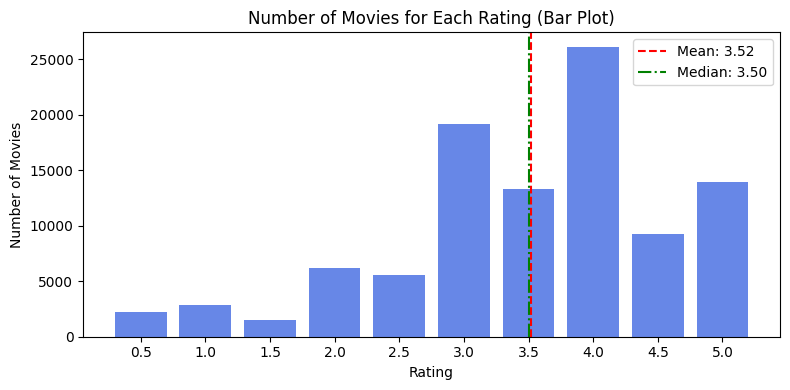 Number of Movies for Each Rating (Bar Plot)
Mean: 3.52
Median: 3.50
Number of Movies
25000
20000
15000
10000
5000
0
0.5 1.0 1.5 2.0 2.5 3.0 3.5 4.0 4.5 5.0
Rating